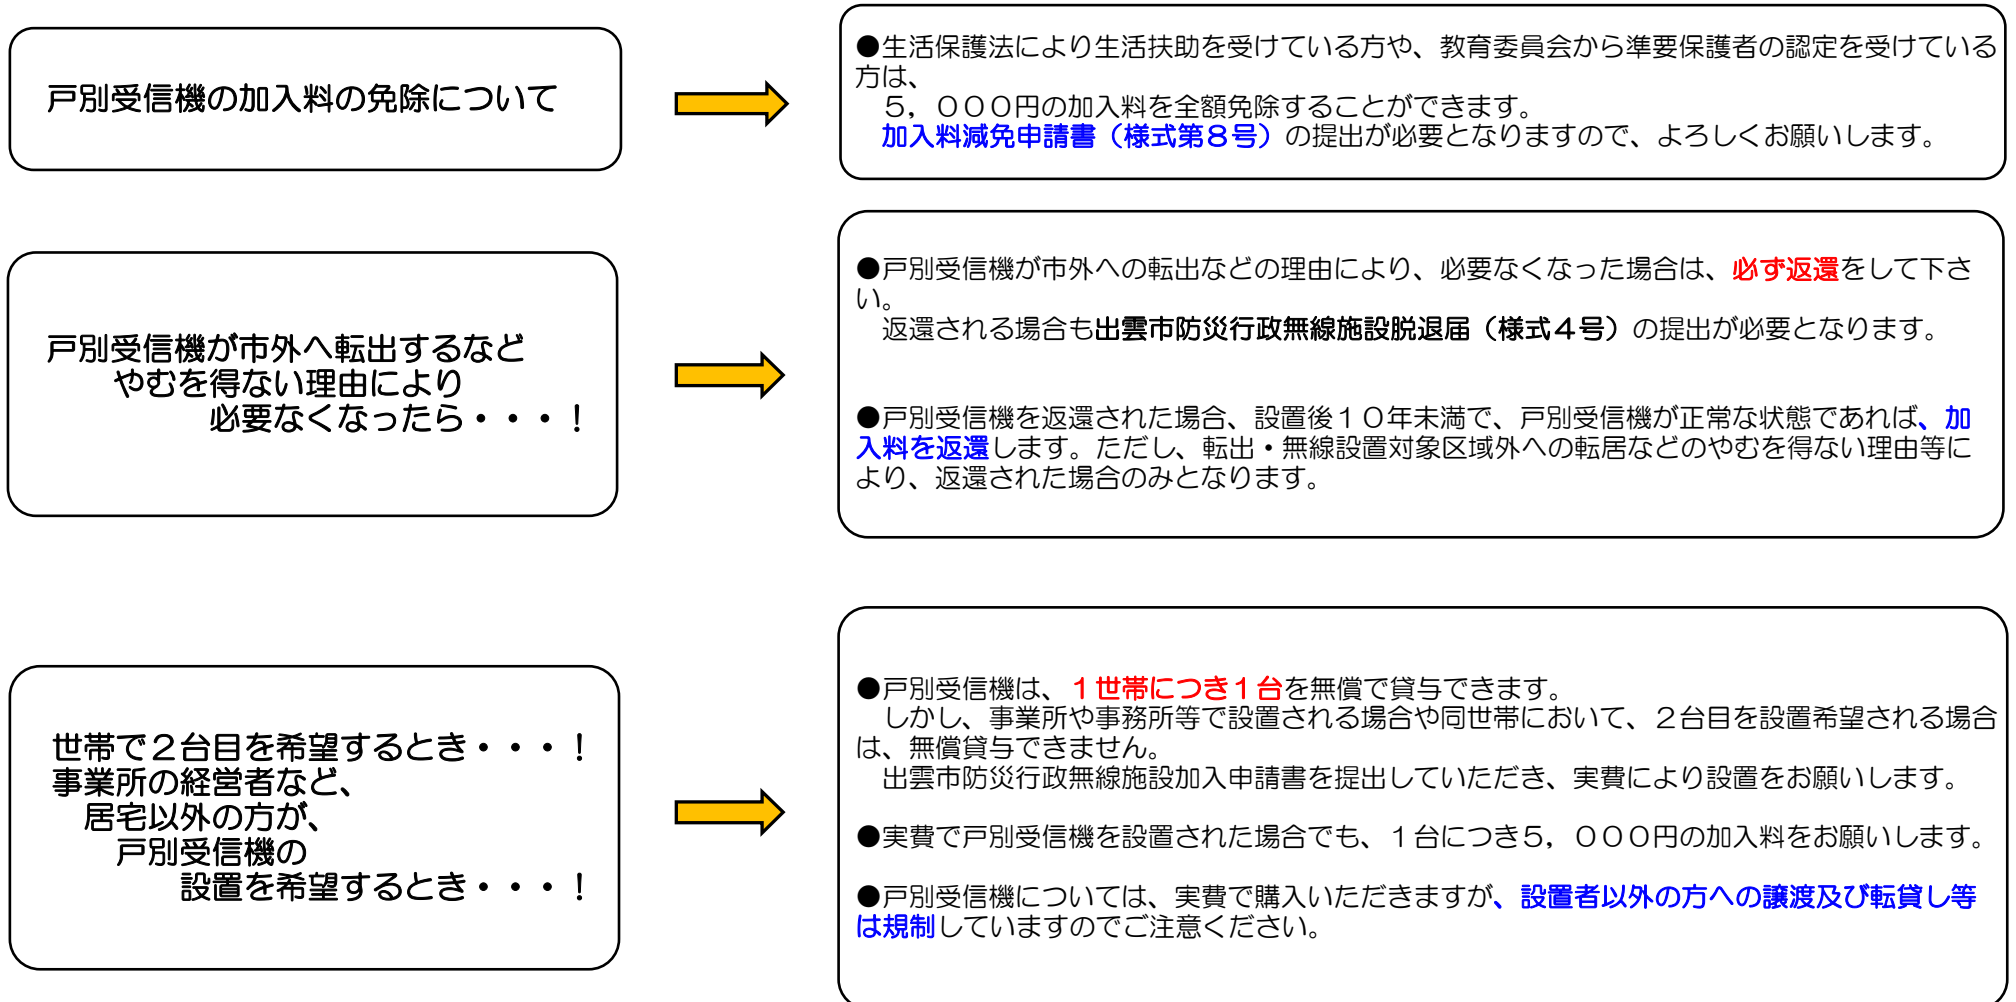 戸別受信機の加入料の免除について
●生活保護法により生活扶助を受けている方や、教育委員会から準要保護者の認定を受けている
方は、
５，０００円の加入料を全額免除することができます。
加入料減免申請書（様式第８号）の提出が必要となりますので、よろしくお願いします。
戸別受信機が市外へ転出するなど
やむを得ない理由により
必要なくなったら・・・！
●戸別受信機が市外への転出などの理由により、必要なくなった場合は、必ず返還をして下さ
い。
返還される場合も出雲市防災行政無線施設脱退届（様式４号）の提出が必要となります。
●戸別受信機を返還された場合、設置後１０年未満で、戸別受信機が正常な状態であれば、加
入料を返還します。ただし、転出・無線設置対象区域外への転居などのやむを得ない理由等に
より、返還された場合のみとなります。
世帯で２台目を希望するとき・・・！
事業所の経営者など、
居宅以外の方が、
戸別受信機の
設置を希望するとき・・・！
●戸別受信機は、１世帯につき１台を無償で貸与できます。
しかし、事業所や事務所等で設置される場合や同世帯において、２台目を設置希望される場合
は、無償貸与できません。
出雲市防災行政無線施設加入申請書を提出していただき、実費により設置をお願いします。
●実費で戸別受信機を設置された場合でも、１台につき５，０００円の加入料をお願いします。
●戸別受信機については、実費で購入いただきますが、設置者以外の方への譲渡及び転貸し等
は規制していますのでご注意ください。